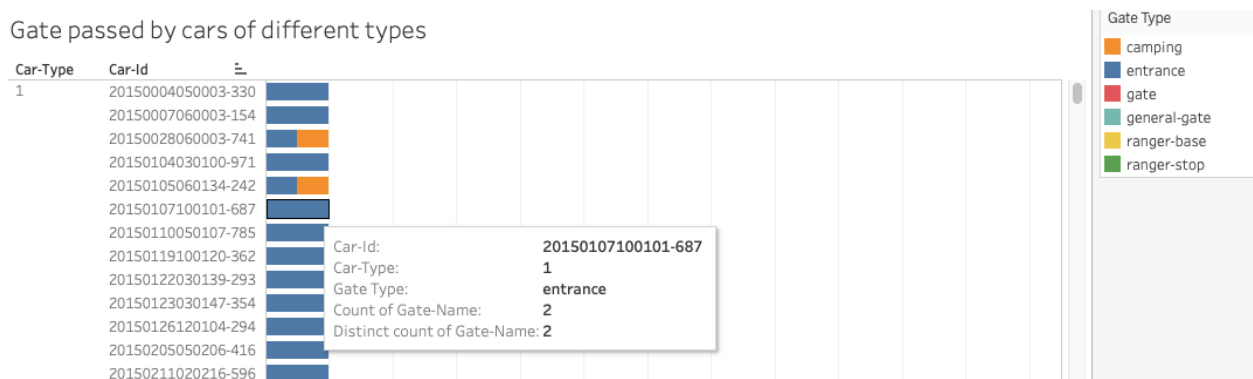 Gate passed by cars of different types
Car-Type Car-Id
1 20150004050003-330
20150007060003-154
20150028060003-741
20150104030100-971
20150105060134-242
20150107100101-687
20150110050107-785
20150119100120-362
20150122030139-293
20150123030147-354
20150126120104-294
20150205050206-416
20150211020216-596
Car-Id: 20150107100101-687
Car-Type: 1
Gate Type: entrance
Count of Gate-Name: 2
Distinct count of Gate-Name: 2
Gate Type
camping
entrance
gate
general-gate
ranger-base
ranger-stop